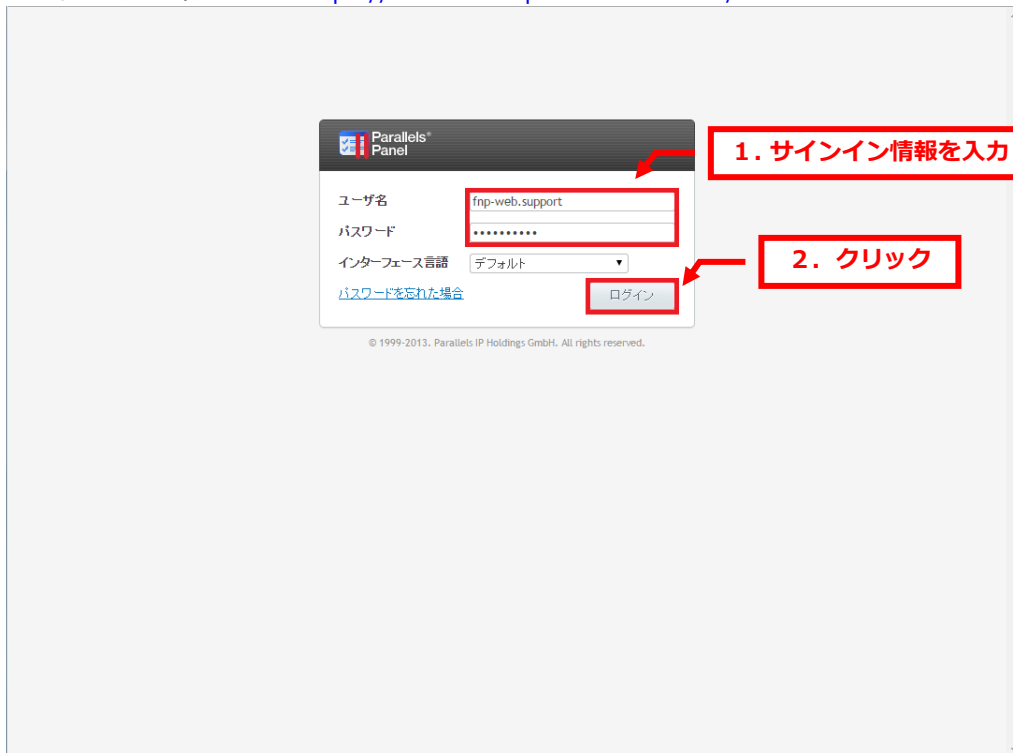 Parallels®
Panel
1. サインイン情報を入力
ユーザ名
fnp-web.support
パスワード
••••••••••
インターフェース言語
デフォルト
2. クリック
パスワードを忘れた場合
ログイン
© 1999-2013. Parallels IP Holdings GmbH. All rights reserved.